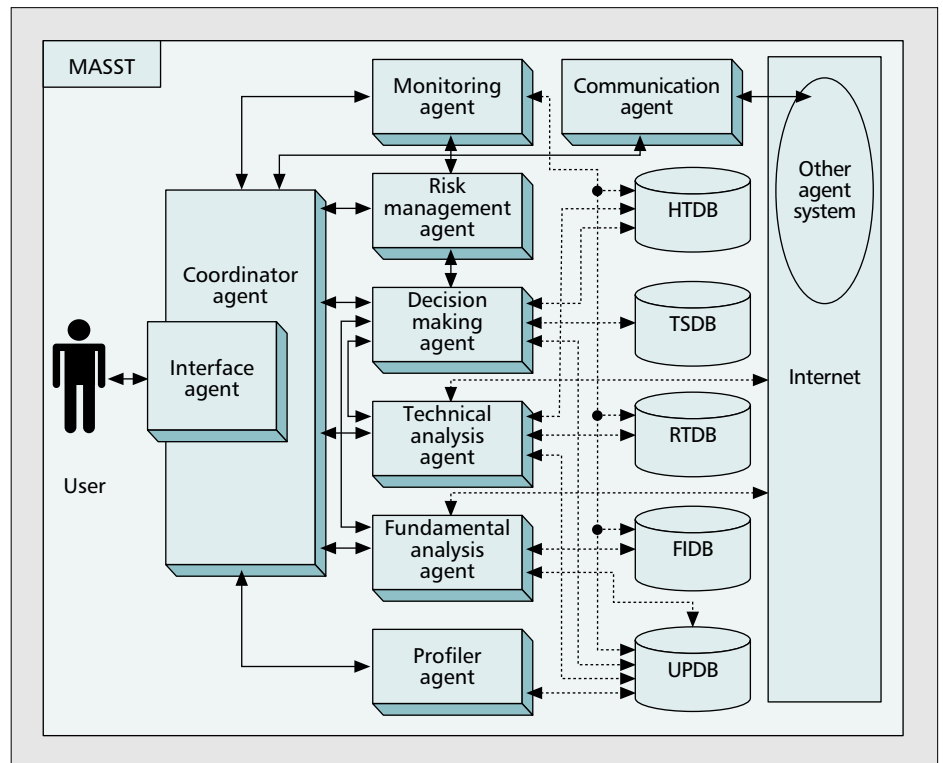 MASST
Monitoring
agent
Communication
agent
Other
agent
system
Risk
management
agent
HTDB
Coordinator
agent
Decision
making
agent
TSDB
Interface
agent
Internet
Technical
analysis
agent
RTDB
User
Fundamental
analysis
agent
FIDB
Profiler
agent
UPDB